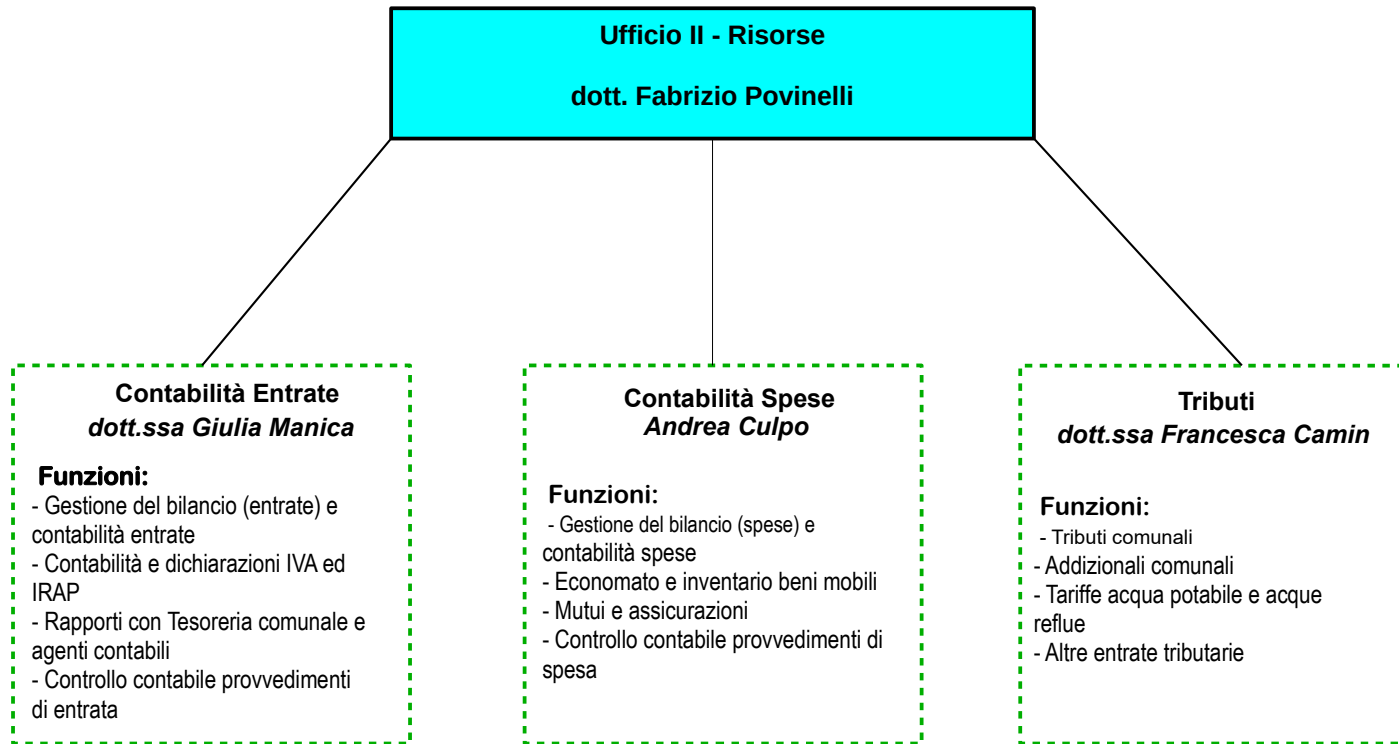 Ufficio II - Risorse
dott. Fabrizio Povinelli
Contabilità Entrate
dott.ssa Giulia Manica
Funzioni:
- Gestione del bilancio (entrate) e
contabilità entrate
- Contabilità e dichiarazioni IVA ed
IRAP
- Rapporti con Tesoreria comunale e
agenti contabili
- Controllo contabile provvedimenti
di entrata
Contabilità Spese
Andrea Culpo
Funzioni:
- Gestione del bilancio (spese) e
contabilità spese
- Economato e inventario beni mobili
- Mutui e assicurazioni
- Controllo contabile provvedimenti di
spesa
Tributi
dott.ssa Francesca Camin
Funzioni:
- Tributi comunali
- Addizionali comunali
- Tariffe acqua potabile e acque
reflue
- Altre entrate tributarie